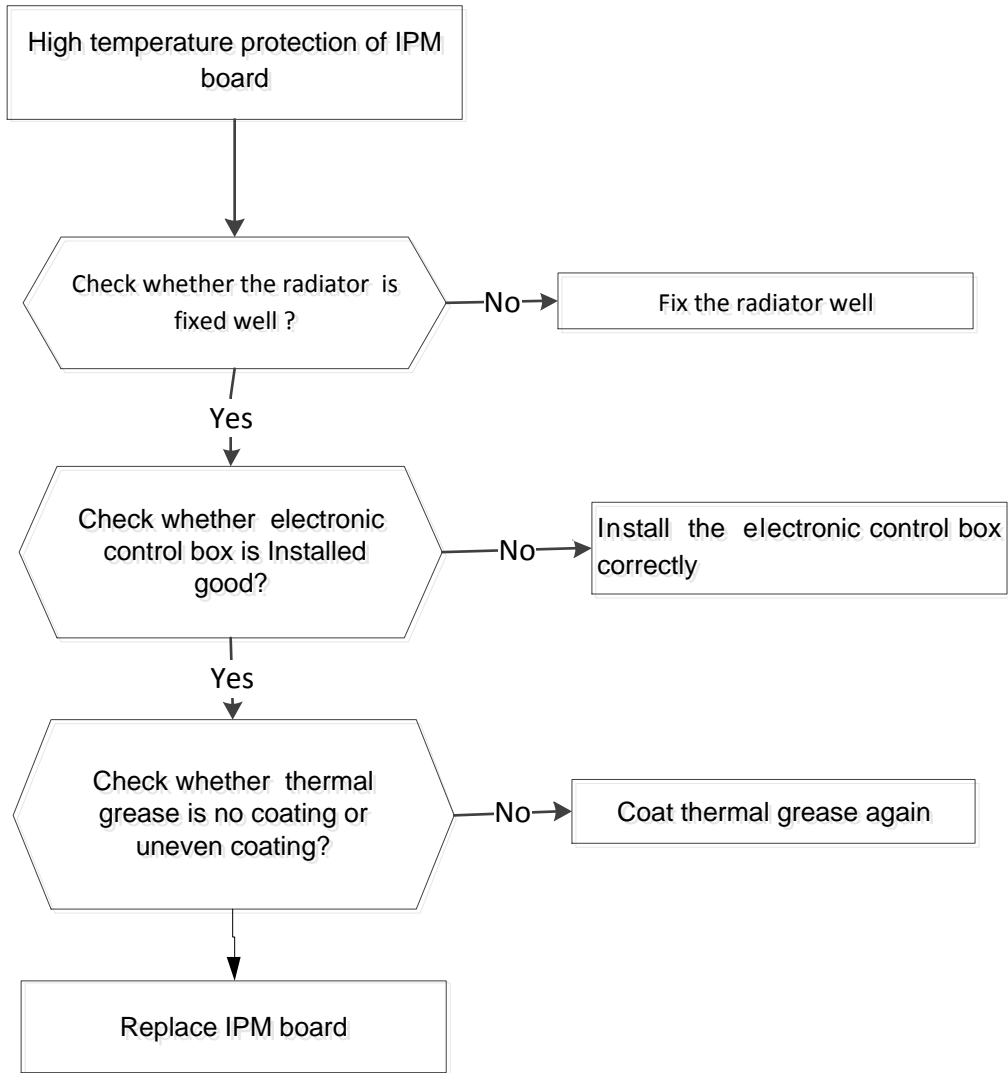 High temperature protection of IPM
board
Check whether the radiator is
fixed well ?
No
Fix the radiator well
Yes
Check whether electronic
control box is Installed
good?
No
Install the electronic control box
correctly
Yes
Check whether thermal
grease is no coating or
uneven coating?
No
Coat thermal grease again
Replace IPM board